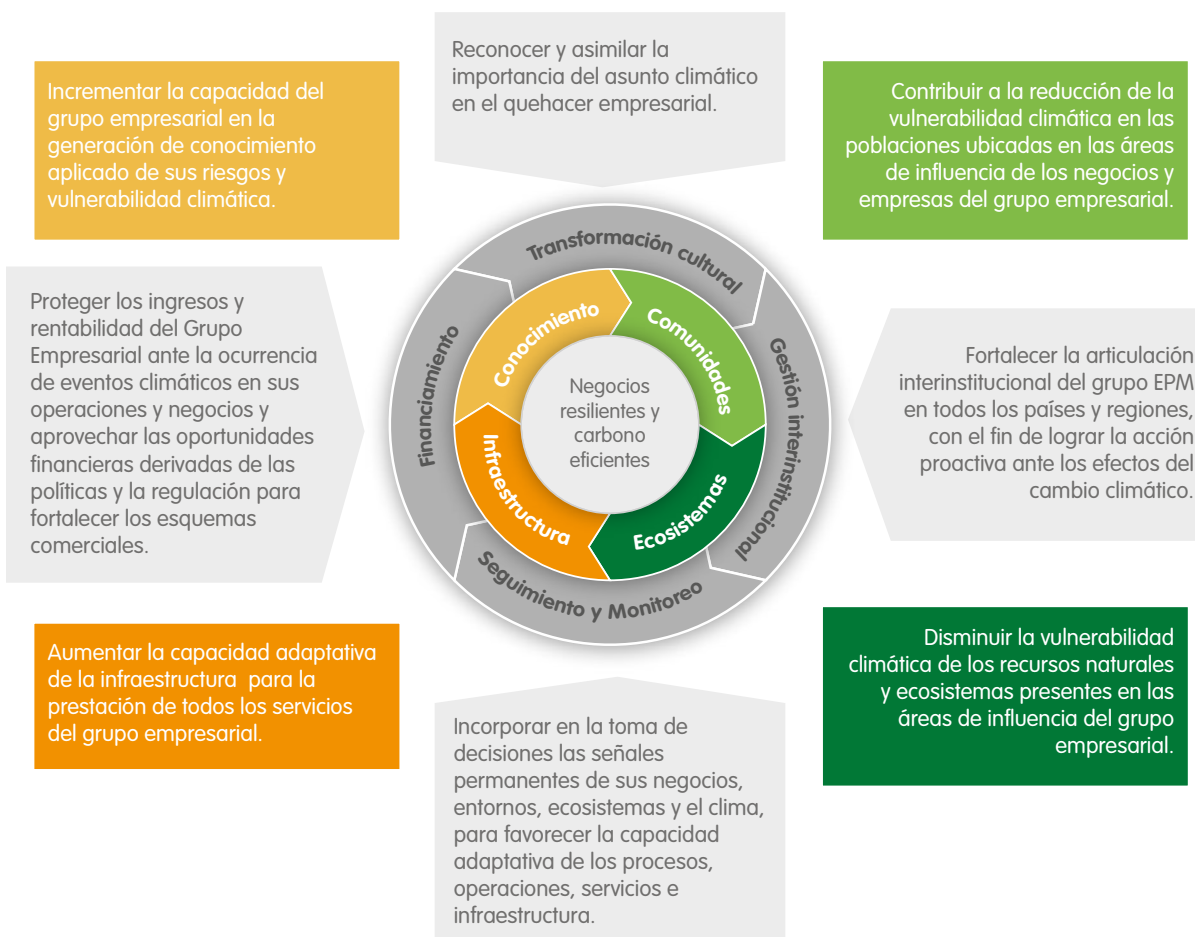 Reconocer y asimilar la
importancia del asunto climático
en el quehacer empresarial.
Incrementar la capacidad del
grupo empresarial en la
generación de conocimiento
aplicado de sus riesgos y
vulnerabilidad climática.
Contribuir a la reducción de la
vulnerabilidad climática en las
poblaciones ubicadas en las áreas
de influencia de los negocios y
empresas del grupo empresarial.
Proteger los ingresos y
rentabilidad del Grupo
Empresarial ante la ocurrencia
de eventos climáticos en sus
operaciones y negocios y
aprovechar las oportunidades
financieras derivadas de las
políticas y la regulación para
fortalecer los esquemas
comerciales.
Transformación cultural
Gestión interinstitucional
Seguimiento y Monitoreo
Financiamiento
Conocimiento
Comunidades
Ecosistemas
Infraestructura
Negocios
resilientes y
carbono
eficientes
Fortalecer la articulación
interinstitucional del grupo EPM
en todos los países y regiones,
con el fin de lograr la acción
proactiva ante los efectos del
cambio climático.
Aumentar la capacidad adaptativa
de la infraestructura para la
prestación de todos los servicios
del grupo empresarial.
Incorporar en la toma de
decisiones las señales
permanentes de sus negocios,
entornos, ecosistemas y el clima,
para favorecer la capacidad
adaptativa de los procesos,
operaciones, servicios e
infraestructura.
Disminuir la vulnerabilidad
climática de los recursos naturales
y ecosistemas presentes en las
áreas de influencia del grupo
empresarial.